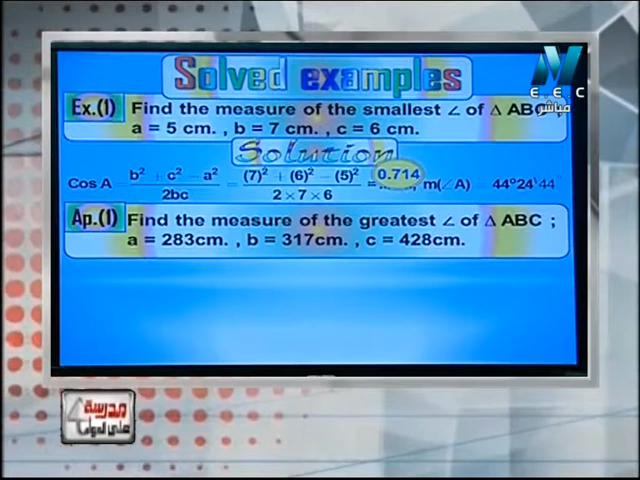 Solved examples
Ex.(1) Find the measure of the smallest ∠ of Δ ABC ;
a = 5 cm. , b = 7 cm. , c = 6 cm.
Solution
Cos A = (b² + c² − a²) / 2bc = ((7)² + (6)² − (5)²) / (2 × 7 × 6) = 0.714 m(∠A) = 44°24\44\\
Ap.(1) Find the measure of the greatest ∠ of Δ ABC ;
a = 283cm. , b = 317cm. , c = 428cm.
E E C
مباشر
مدرسة
على الهواء